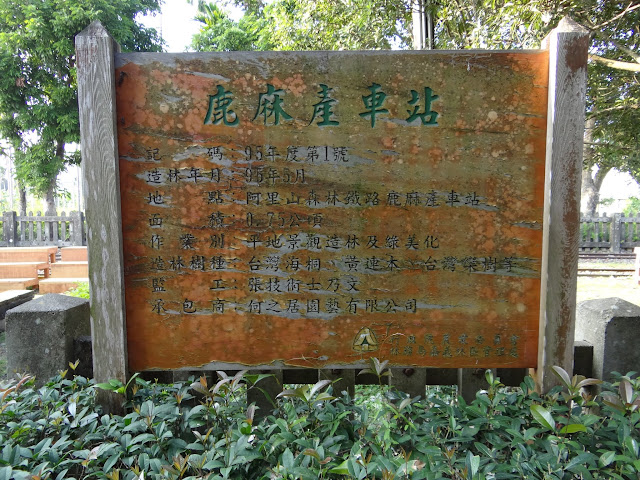 鹿麻產車站
記　　碼：95年度第1號
造林年月：95年5月
地　　點：阿里山森林鐵路鹿麻產車站
面　　積：0.75公頃
作 業 別：平地景觀造林及綠美化
造林樹種：台灣海桐、黃連木、台灣欒樹等
監　　工：張技術士乃文
承 包 商：何之居園藝有限公司